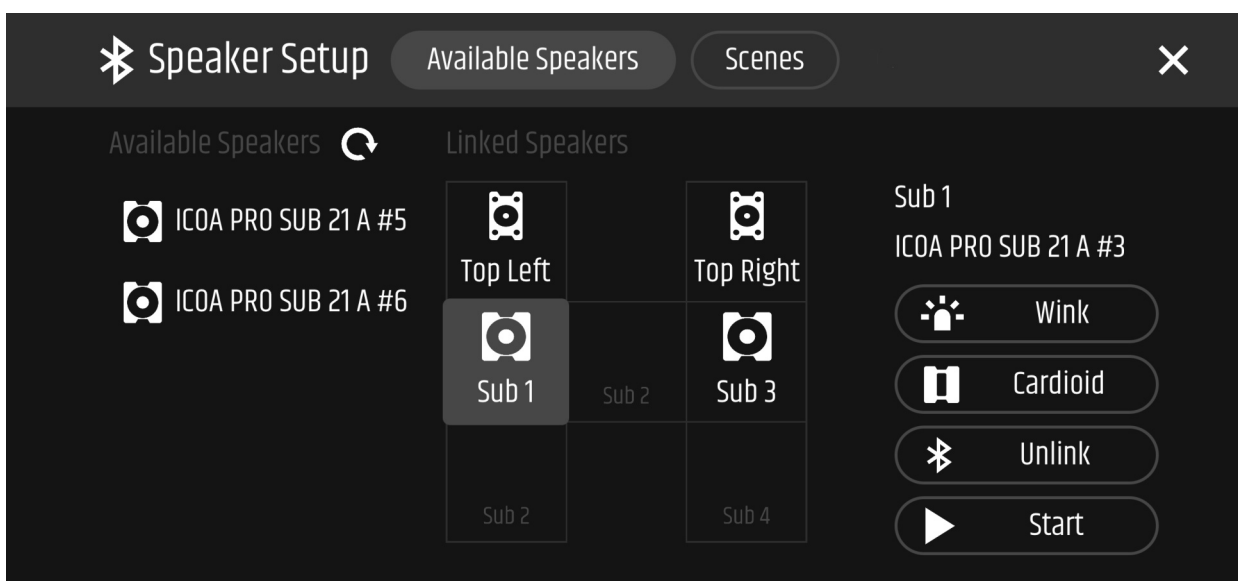 Speaker Setup
Available Speakers
Scenes
Available Speakers
ICOA PRO SUB 21 A #5
ICOA PRO SUB 21 A #6
Linked Speakers
Top Left
Top Right
Sub 1
Sub 2
Sub 3
Sub 2
Sub 4
Sub 1
ICOA PRO SUB 21 A #3
Wink
Cardioid
Unlink
Start